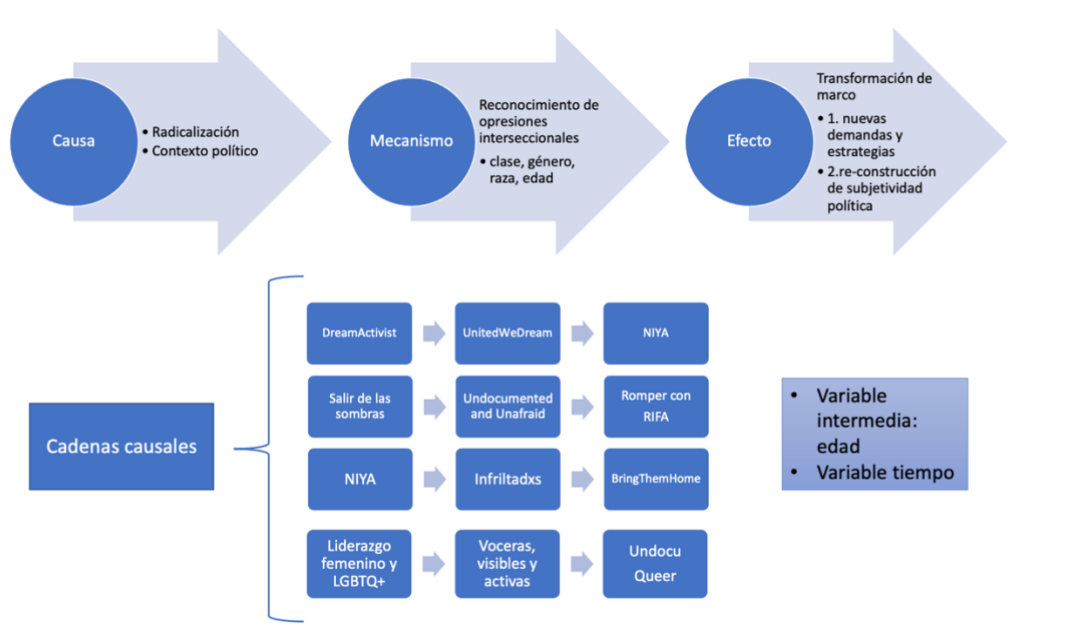 Causa
• Radicalización
• Contexto político
Mecanismo
Reconocimiento de
opresiones
interseccionales
• clase, género,
raza, edad
Efecto
Transformación de
marco
• 1. nuevas
demandas y
estrategias
• 2.re-construcción
de subjetividad
política
Cadenas causales
DreamActivist
UnitedWeDream
NIYA
Salir de las
sombras
Undocumented
and Unafraid
Romper con
RIFA
NIYA
Infriltadxs
BringThemHome
Liderazgo
femenino y
LGBTQ+
Voceras,
visibles y
activas
Undocu
Queer
• Variable
intermedia:
edad
• Variable tiempo